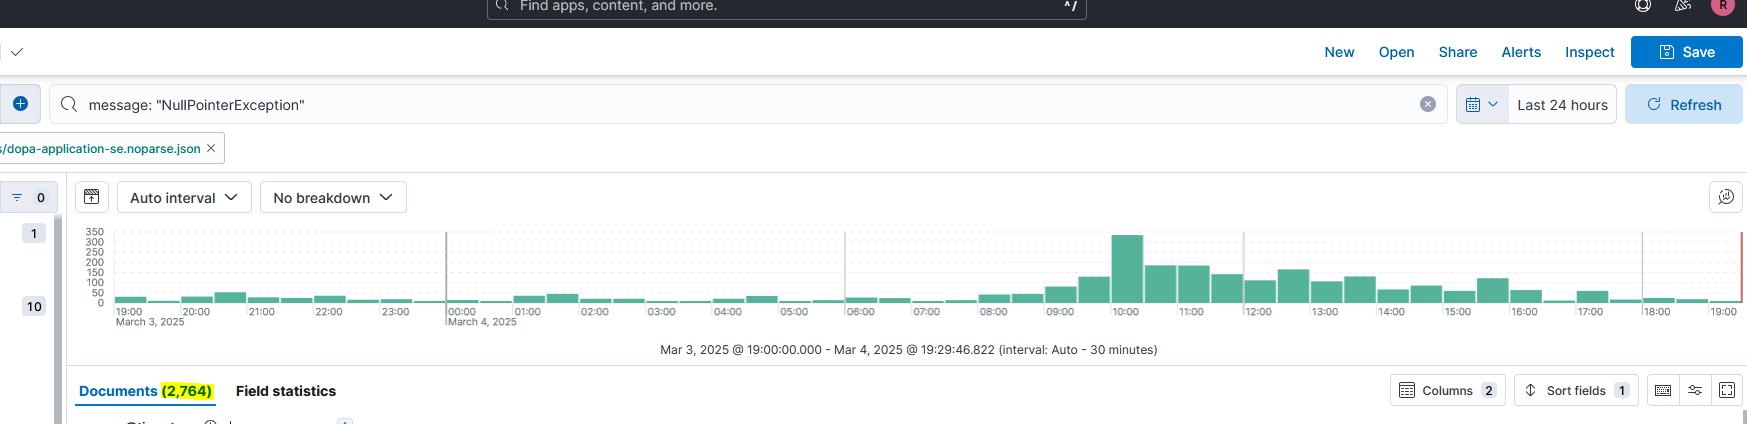 Find apps, content, and more.
^/
R
New Open Share Alerts Inspect Save
message: "NullPointerException"
Last 24 hours
Refresh
s/dopa-application-se.noparse.json
0
Auto interval
No breakdown
1
10
350
300
250
200
150
100
50
0
19:00 20:00 21:00 22:00 23:00 00:00 01:00 02:00 03:00 04:00 05:00 06:00 07:00 08:00 09:00 10:00 11:00 12:00 13:00 14:00 15:00 16:00 17:00 18:00 19:00
March 3, 2025 March 4, 2025
Mar 3, 2025 @ 19:00:00.000 - Mar 4, 2025 @ 19:29:46.822 (interval: Auto - 30 minutes)
Documents (2,764) Field statistics
Columns 2 Sort fields 1